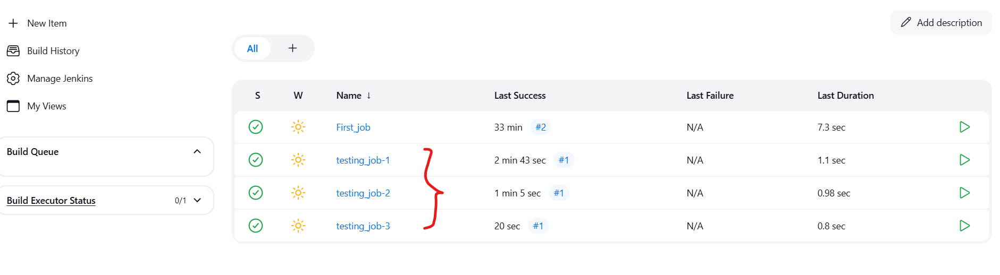 New Item
Build History
Manage Jenkins
My Views
Build Queue
Build Executor Status 0/1
Add description
All
S W Name ↓ Last Success Last Failure Last Duration
First_job 33 min #2 N/A 7.3 sec
testing_job-1 2 min 43 sec #1 N/A 1.1 sec
testing_job-2 1 min 5 sec #1 N/A 0.98 sec
testing_job-3 20 sec #1 N/A 0.8 sec